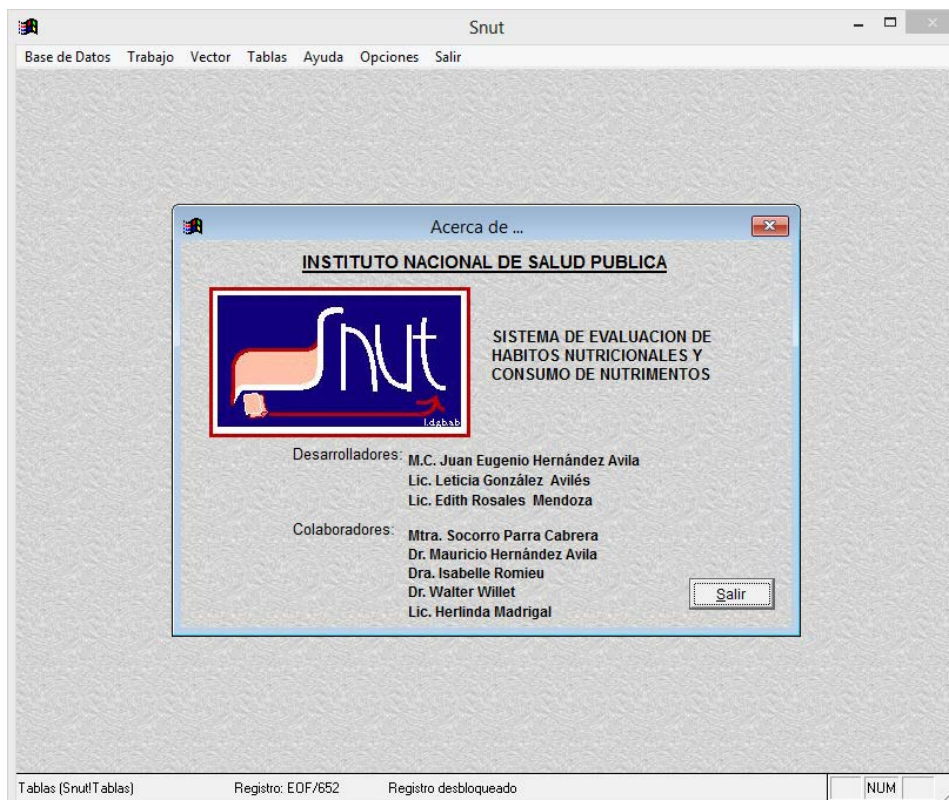 Snut
Base de Datos Trabajo Vector Tablas Ayuda Opciones Salir
Acerca de ...
INSTITUTO NACIONAL DE SALUD PUBLICA
Snut
l.d.g.b.a.b
SISTEMA DE EVALUACION DE
HABITOS NUTRICIONALES Y
CONSUMO DE NUTRIMENTOS
Desarrolladores: M.C. Juan Eugenio Hernández Avila
Lic. Leticia González Avilés
Lic. Edith Rosales Mendoza
Colaboradores: Mtra. Socorro Parra Cabrera
Dr. Mauricio Hernández Avila
Dra. Isabelle Romieu
Dr. Walter Willet
Lic. Herlinda Madrigal
Salir
Tablas (Snut!Tablas) Registro: EOF/652 Registro desbloqueado NUM